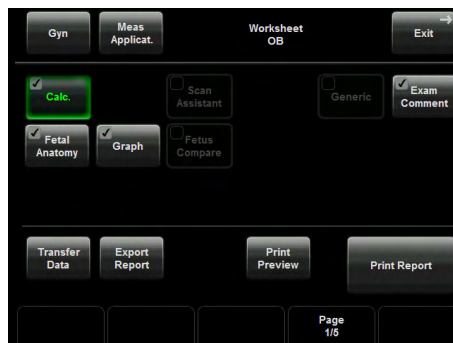 Gyn
Meas
Applicat.
Worksheet
OB
Exit
Calc.
Scan
Assistant
Generic
Exam
Comment
Fetal
Anatomy
Graph
Fetus
Compare
Transfer
Data
Export
Report
Print
Preview
Print Report
Page
1/5